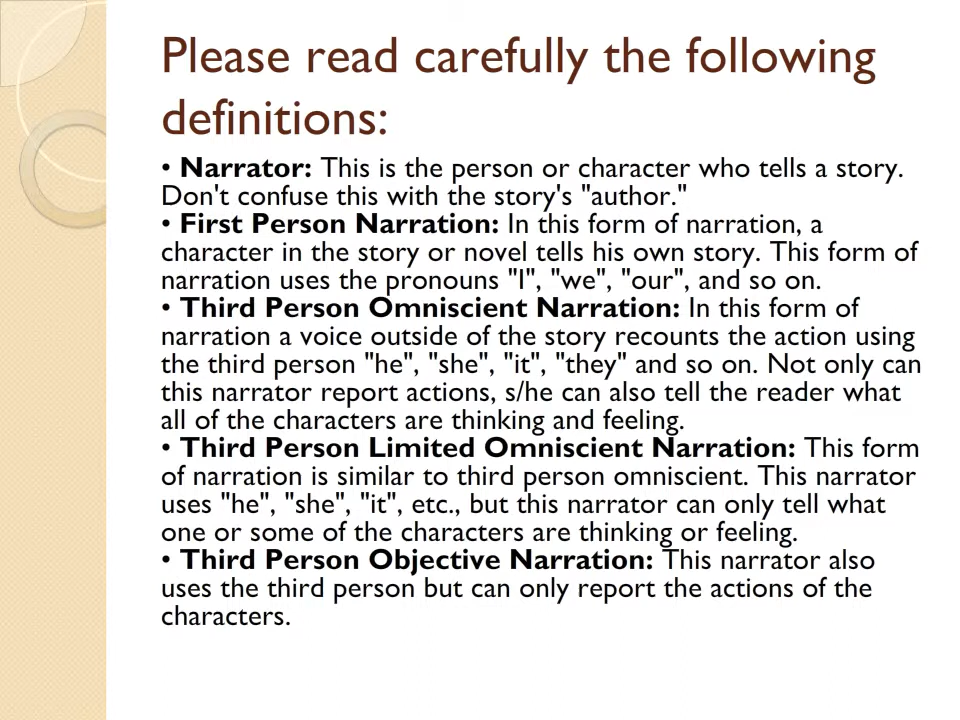 Please read carefully the following
definitions:
• Narrator: This is the person or character who tells a story.
Don't confuse this with the story's "author."
• First Person Narration: In this form of narration, a
character in the story or novel tells his own story. This form of
narration uses the pronouns "I", "we", "our", and so on.
• Third Person Omniscient Narration: In this form of
narration a voice outside of the story recounts the action using
the third person "he", "she", "it", "they" and so on. Not only can
this narrator report actions, s/he can also tell the reader what
all of the characters are thinking and feeling.
• Third Person Limited Omniscient Narration: This form
of narration is similar to third person omniscient. This narrator
uses "he", "she", "it", etc., but this narrator can only tell what
one or some of the characters are thinking or feeling.
• Third Person Objective Narration: This narrator also
uses the third person but can only report the actions of the
characters.